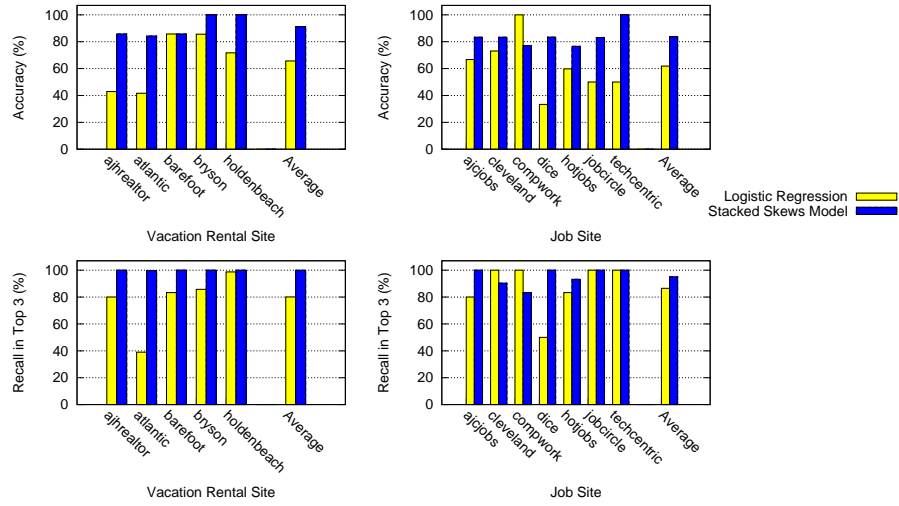 Accuracy (%)
100
80
60
40
20
0
ajhrealtor
atlantic
barefoot
bryson
holdenbeach
Average
Vacation Rental Site
Accuracy (%)
100
80
60
40
20
0
ajcjobs
cleveland
compwork
dice
hotjobs
jobcircle
techcentric
Average
Job Site
Logistic Regression
Stacked Skews Model
Recall in Top 3 (%)
100
80
60
40
20
0
ajhrealtor
atlantic
barefoot
bryson
holdenbeach
Average
Vacation Rental Site
Recall in Top 3 (%)
100
80
60
40
20
0
ajcjobs
cleveland
compwork
dice
hotjobs
jobcircle
techcentric
Average
Job Site